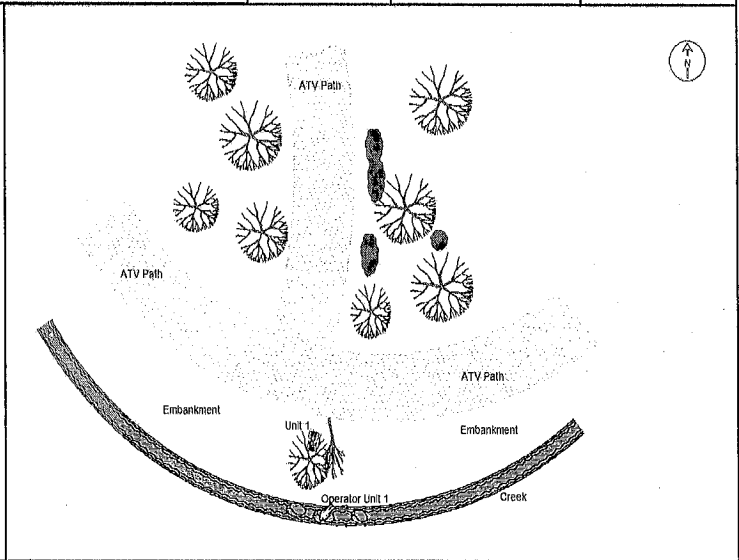 ATV Path
N
ATV Path
ATV Path
Embankment
Unit 1
Embankment
Operator Unit 1
Creek